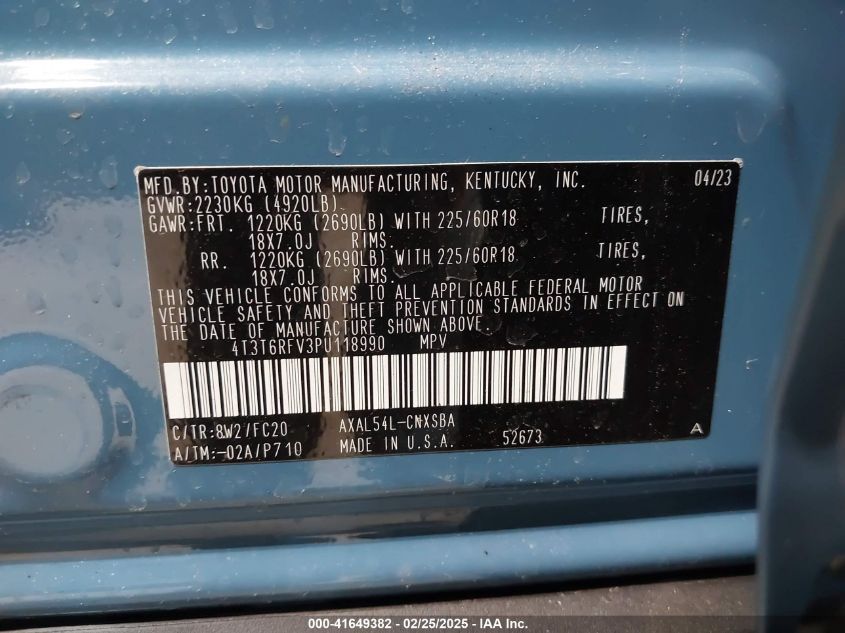 MFD.BY:TOYOTA MOTOR MANUFACTURING, KENTUCKY, INC. 04/23
GVWR:2230KG (4920LB)
GAWR:FRT. 1220KG (2690LB) WITH 225/60R18 TIRES,
18X7.0J RIMS.
RR. 1220KG (2690LB) WITH 225/60R18 TIRES,
18X7.0J RIMS.
THIS VEHICLE CONFORMS TO ALL APPLICABLE FEDERAL MOTOR
VEHICLE SAFETY AND THEFT PREVENTION STANDARDS IN EFFECT ON
THE DATE OF MANUFACTURE SHOWN ABOVE.
4T3T6RFV3PU118990 MPV
C/TR:8W2/FC20 AXAL54L-CNXSBA
A/TM:-02A/P710 MADE IN U.S.A. 52673 A
000-41649382 - 02/25/2025 - Copyright © 2025 IAA, Inc.